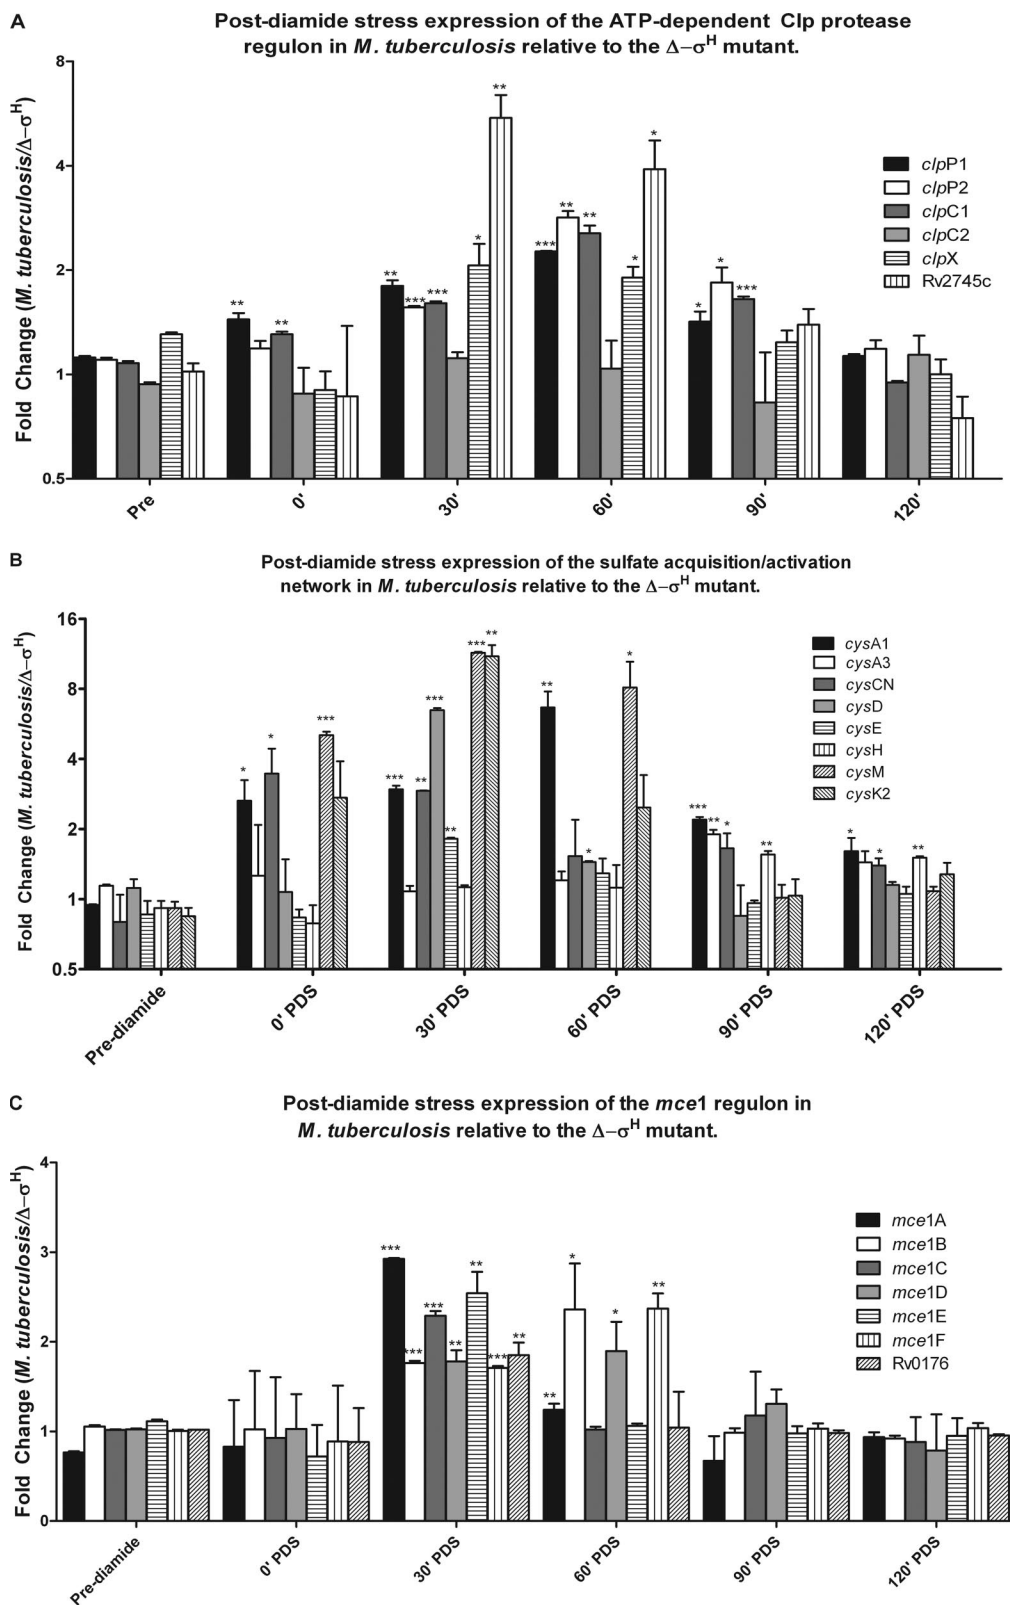 A
Post-diamide stress expression of the ATP-dependent Clp protease
regulon in M. tuberculosis relative to the Δ−σH mutant.
Fold Change (M. tuberculosis/Δ−σH)
8
4
2
1
0.5
** ** ** *** *** * ** *** ** ** * * * * ***
clpP1
clpP2
clpC1
clpC2
clpX
Rv2745c
Pre 0' 30' 60' 90' 120'
B
Post-diamide stress expression of the sulfate acquisition/activation
network in M. tuberculosis relative to the Δ−σH mutant.
Fold Change (M. tuberculosis/Δ−σH)
16
8
4
2
1
0.5
* * *** *** ** *** ** *** ** ** * * *** ** * ** * * **
cysA1
cysA3
cysCN
cysD
cysE
cysH
cysM
cysK2
Pre-diamide 0' PDS 30' PDS 60' PDS 90' PDS 120' PDS
C
Post-diamide stress expression of the mce1 regulon in
M. tuberculosis relative to the Δ−σH mutant.
Fold Change (M. tuberculosis/Δ−σH)
4
3
2
1
0
*** *** *** ** ** *** ** ** * * **
mce1A
mce1B
mce1C
mce1D
mce1E
mce1F
Rv0176
Pre-diamide 0' PDS 30' PDS 60' PDS 90' PDS 120' PDS